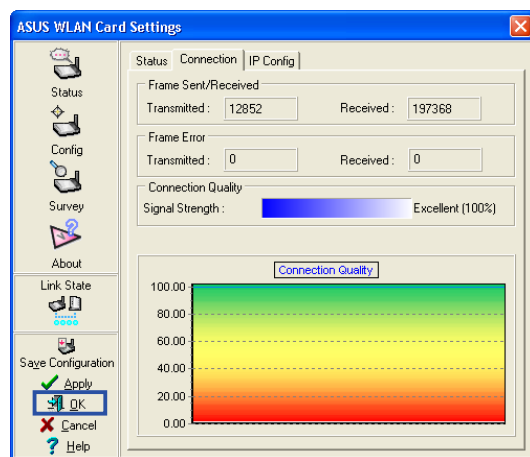 ASUS WLAN Card Settings
Status
Config
Survey
About
Link State
Save Configuration
Apply
OK
Cancel
Help
Status Connection IP Config
Frame Sent/Received
Transmitted : 12852 Received : 197368
Frame Error
Transmitted : 0 Received : 0
Connection Quality
Signal Strength : Excellent (100%)
Connection Quality
100.00
80.00
60.00
40.00
20.00
0.00